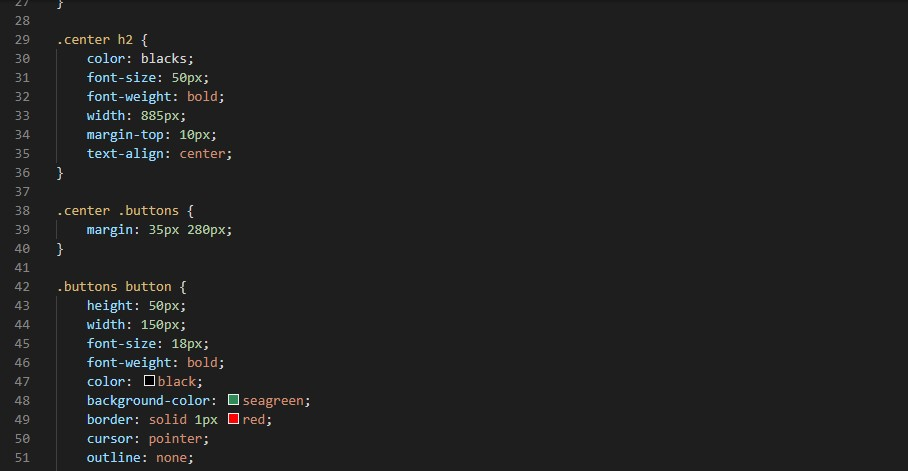 27 }
28
29 .center h2 {
30 color: blacks;
31 font-size: 50px;
32 font-weight: bold;
33 width: 885px;
34 margin-top: 10px;
35 text-align: center;
36 }
37
38 .center .buttons {
39 margin: 35px 280px;
40 }
41
42 .buttons button {
43 height: 50px;
44 width: 150px;
45 font-size: 18px;
46 font-weight: bold;
47 color: black;
48 background-color: seagreen;
49 border: solid 1px red;
50 cursor: pointer;
51 outline: none;